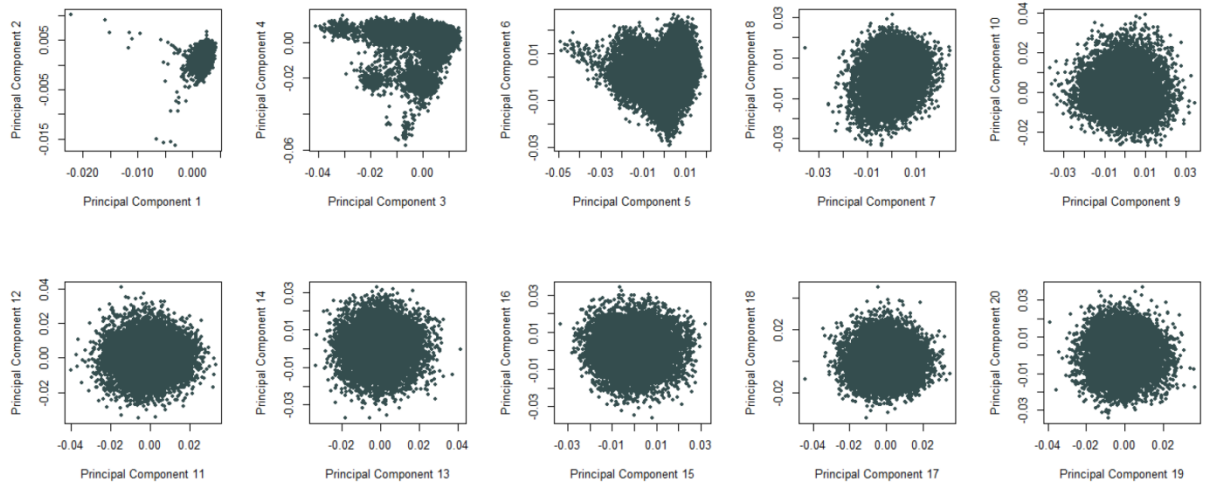 Principal Component 2
-0.015 -0.005 0.005
-0.020 -0.010 0.000
Principal Component 1
Principal Component 4
-0.06 -0.02 0.00
-0.04 -0.02 0.00
Principal Component 3
Principal Component 6
-0.03 -0.01 0.01
-0.05 -0.03 -0.01 0.01
Principal Component 5
Principal Component 8
-0.03 -0.01 0.01 0.03
-0.03 -0.01 0.01
Principal Component 7
Principal Component 10
-0.02 0.00 0.02 0.04
-0.03 -0.01 0.01 0.03
Principal Component 9
Principal Component 12
-0.02 0.00 0.02 0.04
-0.04 -0.02 0.00 0.02
Principal Component 11
Principal Component 14
-0.03 -0.01 0.01 0.03
-0.02 0.00 0.02 0.04
Principal Component 13
Principal Component 16
-0.03 -0.01 0.01 0.03
-0.03 -0.01 0.01 0.03
Principal Component 15
Principal Component 18
-0.02 0.02
-0.04 -0.02 0.00 0.02
Principal Component 17
Principal Component 20
-0.03 -0.01 0.01 0.03
-0.04 -0.02 0.00 0.02
Principal Component 19